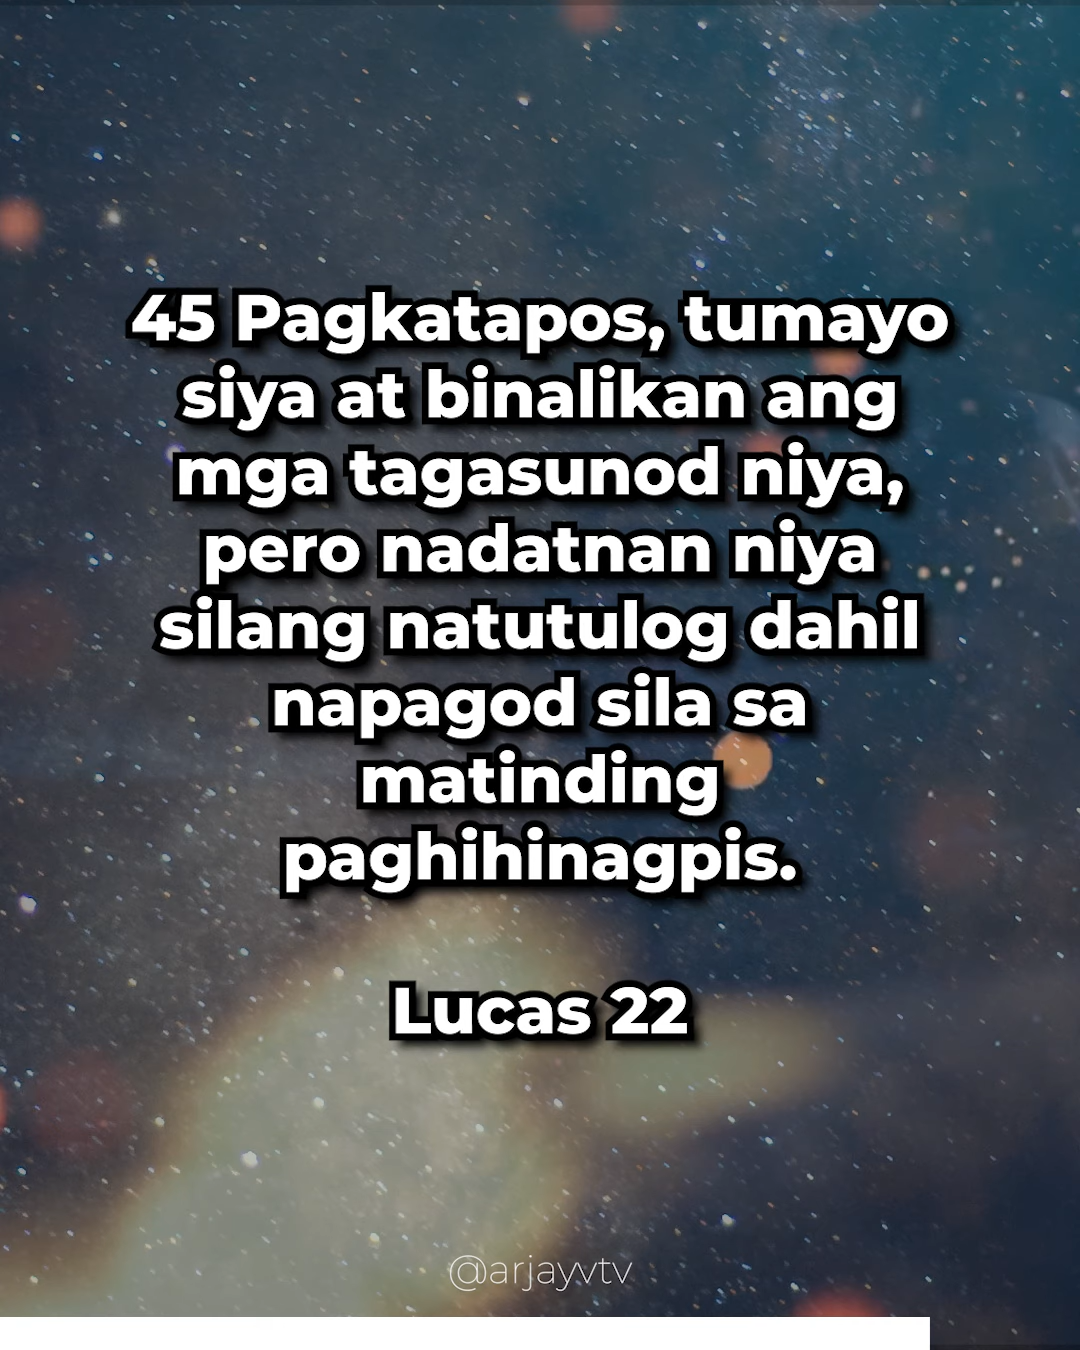 45 Pagkatapos, tumayo
siya at binalikan ang
mga tagasunod niya,
pero nadatnan niya
silang natutulog dahil
napagod sila sa
matinding
paghihinagpis.
Lucas 22
@arjayvtv